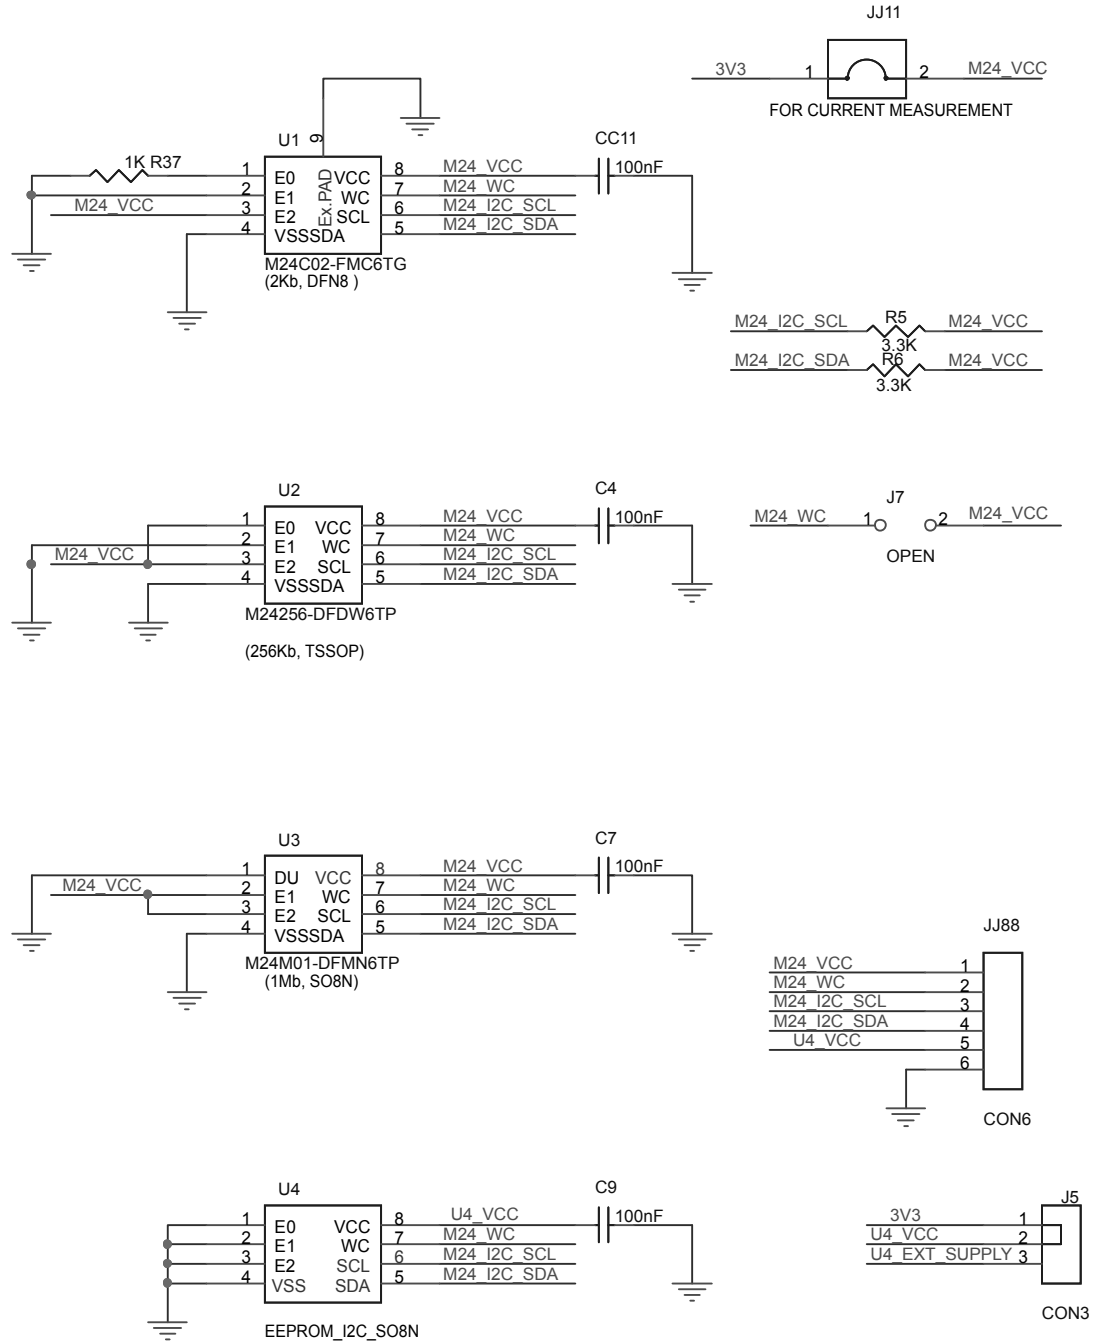 JJ11
3V3 1 2 M24_VCC
FOR CURRENT MEASUREMENT
U1 9 CC11
1K R37 1 E0 VCC 8 M24_VCC 100nF
2 E1 WC 7 M24_WC
M24_VCC 3 E2 SCL 6 M24_I2C_SCL
4 VSSSDA 5 M24_I2C_SDA
Ex.PAD
M24C02-FMC6TG
(2Kb, DFN8 )
M24_I2C_SCL R5 M24_VCC
3.3K
M24_I2C_SDA R6 M24_VCC
3.3K
U2 C4
1 E0 VCC 8 M24_VCC 100nF
2 E1 WC 7 M24_WC
M24_VCC 3 E2 SCL 6 M24_I2C_SCL
4 VSSSDA 5 M24_I2C_SDA
M24256-DFDW6TP
(256Kb, TSSOP)
J7
M24_WC 1 2 M24_VCC
OPEN
U3 C7
1 DU VCC 8 M24_VCC 100nF
M24_VCC 2 E1 WC 7 M24_WC
3 E2 SCL 6 M24_I2C_SCL
4 VSSSDA 5 M24_I2C_SDA
M24M01-DFMN6TP
(1Mb, SO8N)
JJ88
M24_VCC 1
M24_WC 2
M24_I2C_SCL 3
M24_I2C_SDA 4
U4_VCC 5
6
CON6
U4 C9
1 E0 VCC 8 U4_VCC 100nF
2 E1 WC 7 M24_WC
3 E2 SCL 6 M24_I2C_SCL
4 VSS SDA 5 M24_I2C_SDA
EEPROM_I2C_SO8N
J5
3V3 1
U4_VCC 2
U4_EXT_SUPPLY 3
CON3